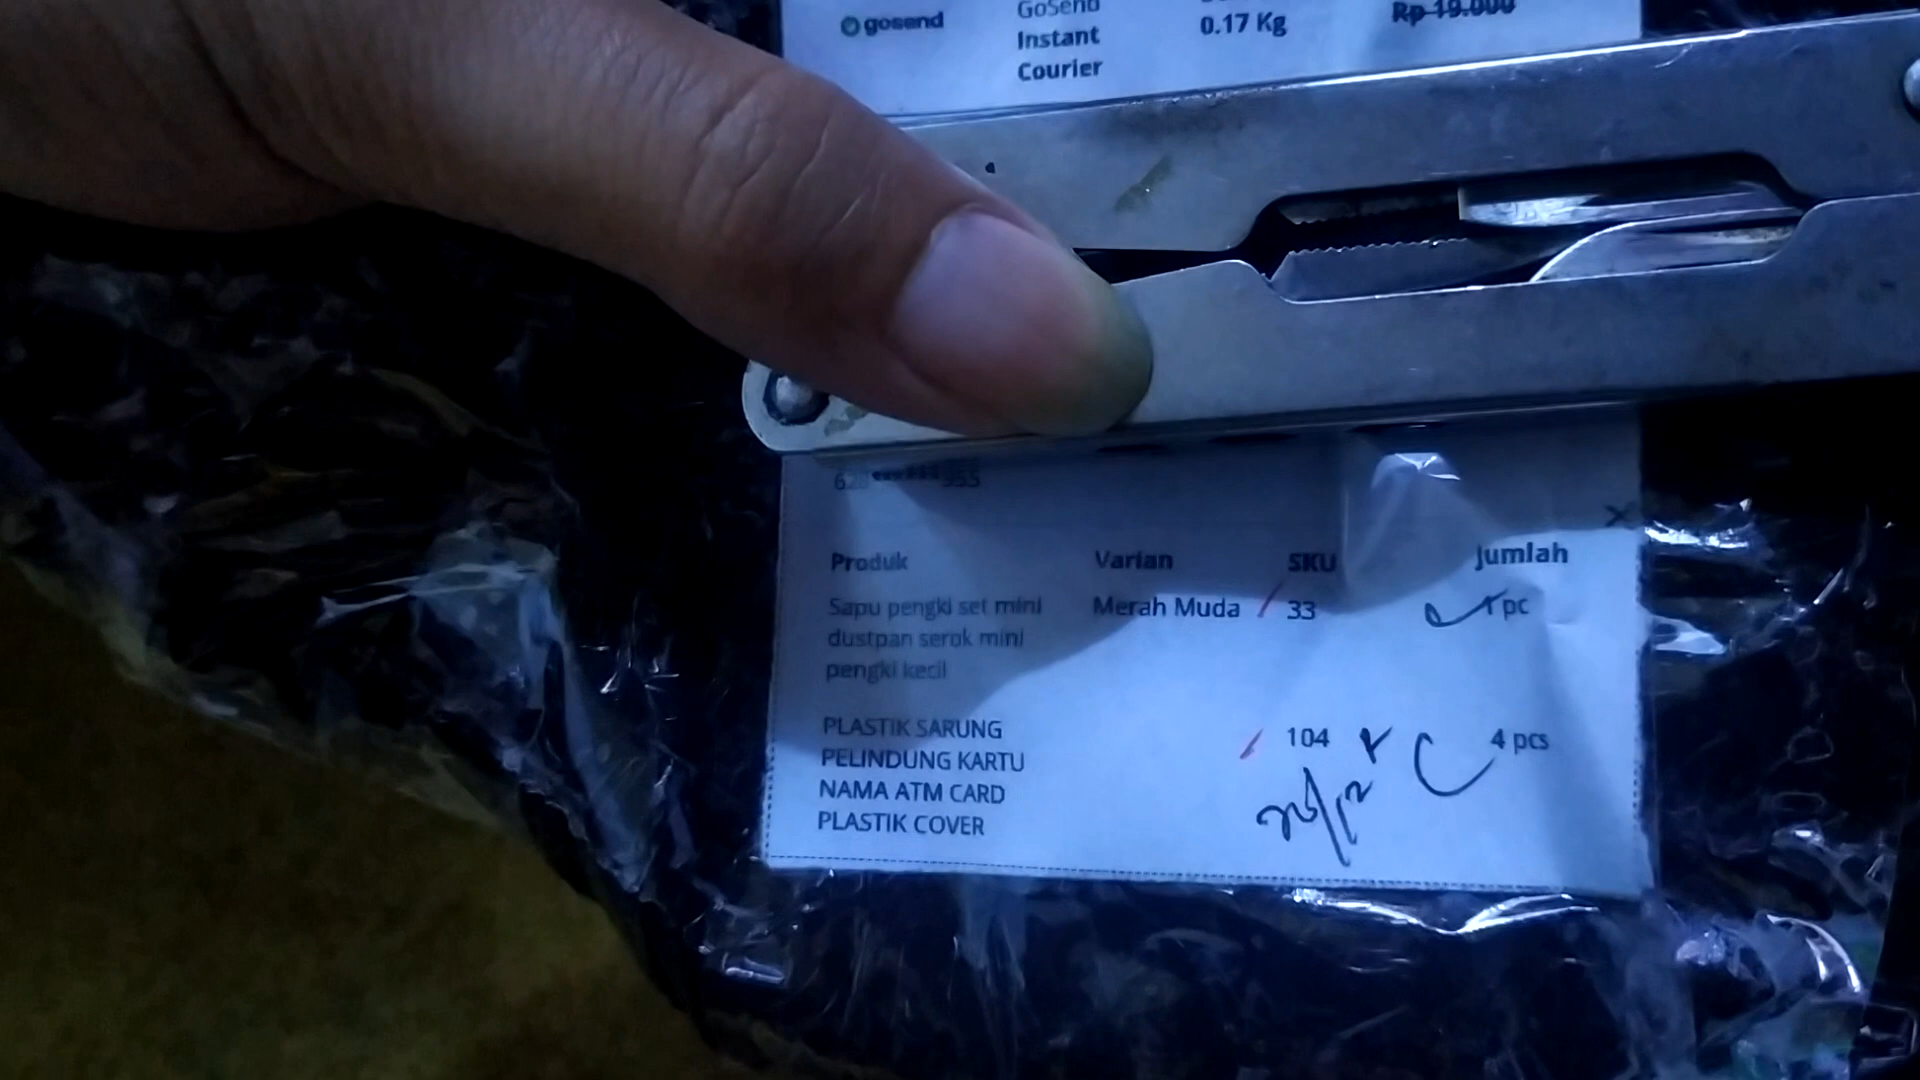 gosend
GoSend
Instant
Courier
0.17 Kg
Rp 19.000
Produk Varian SKU Jumlah
Sapu pengki set mini Merah Muda 33 1 pc
dustpan serok mini
pengki kecil
PLASTIK SARUNG 104 4 pcs
PELINDUNG KARTU
NAMA ATM CARD
PLASTIK COVER